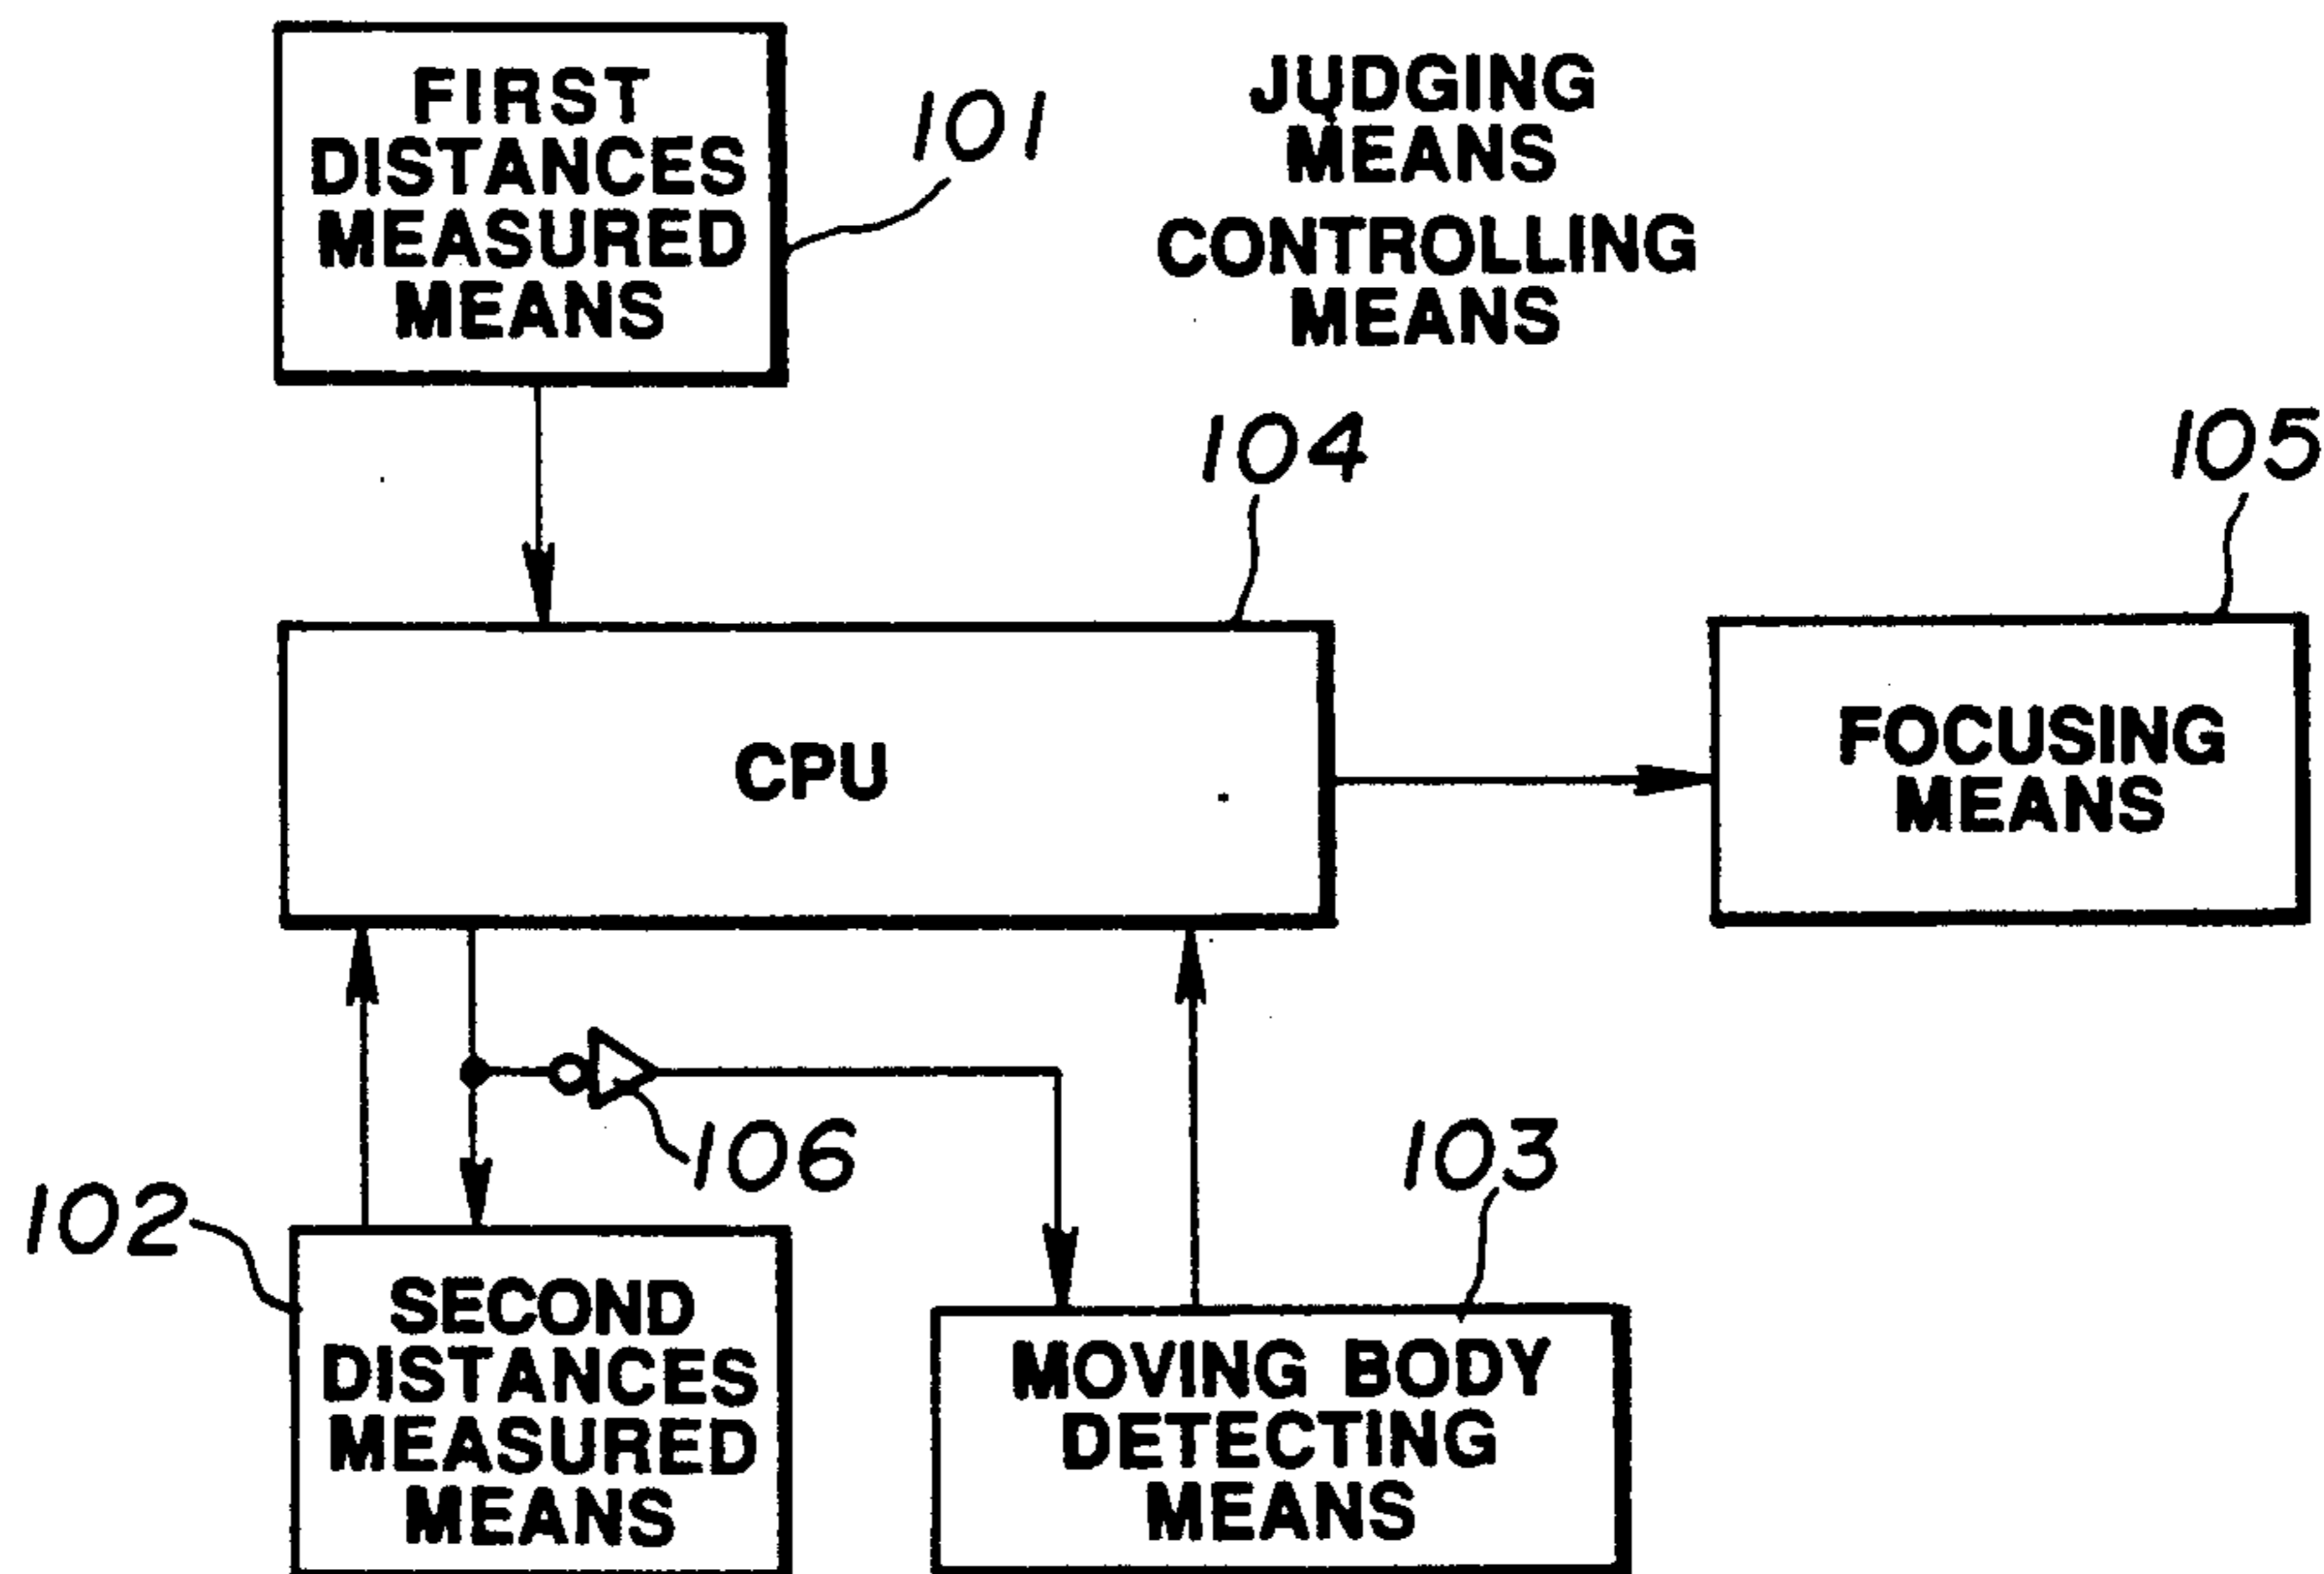 FIRST
DISTANCES
MEASURED
MEANS
101
JUDGING
MEANS
CONTROLLING
MEANS
104
105
CPU
FOCUSING
MEANS
106
102
103
SECOND
DISTANCES
MEASURED
MEANS
MOVING BODY
DETECTING
MEANS